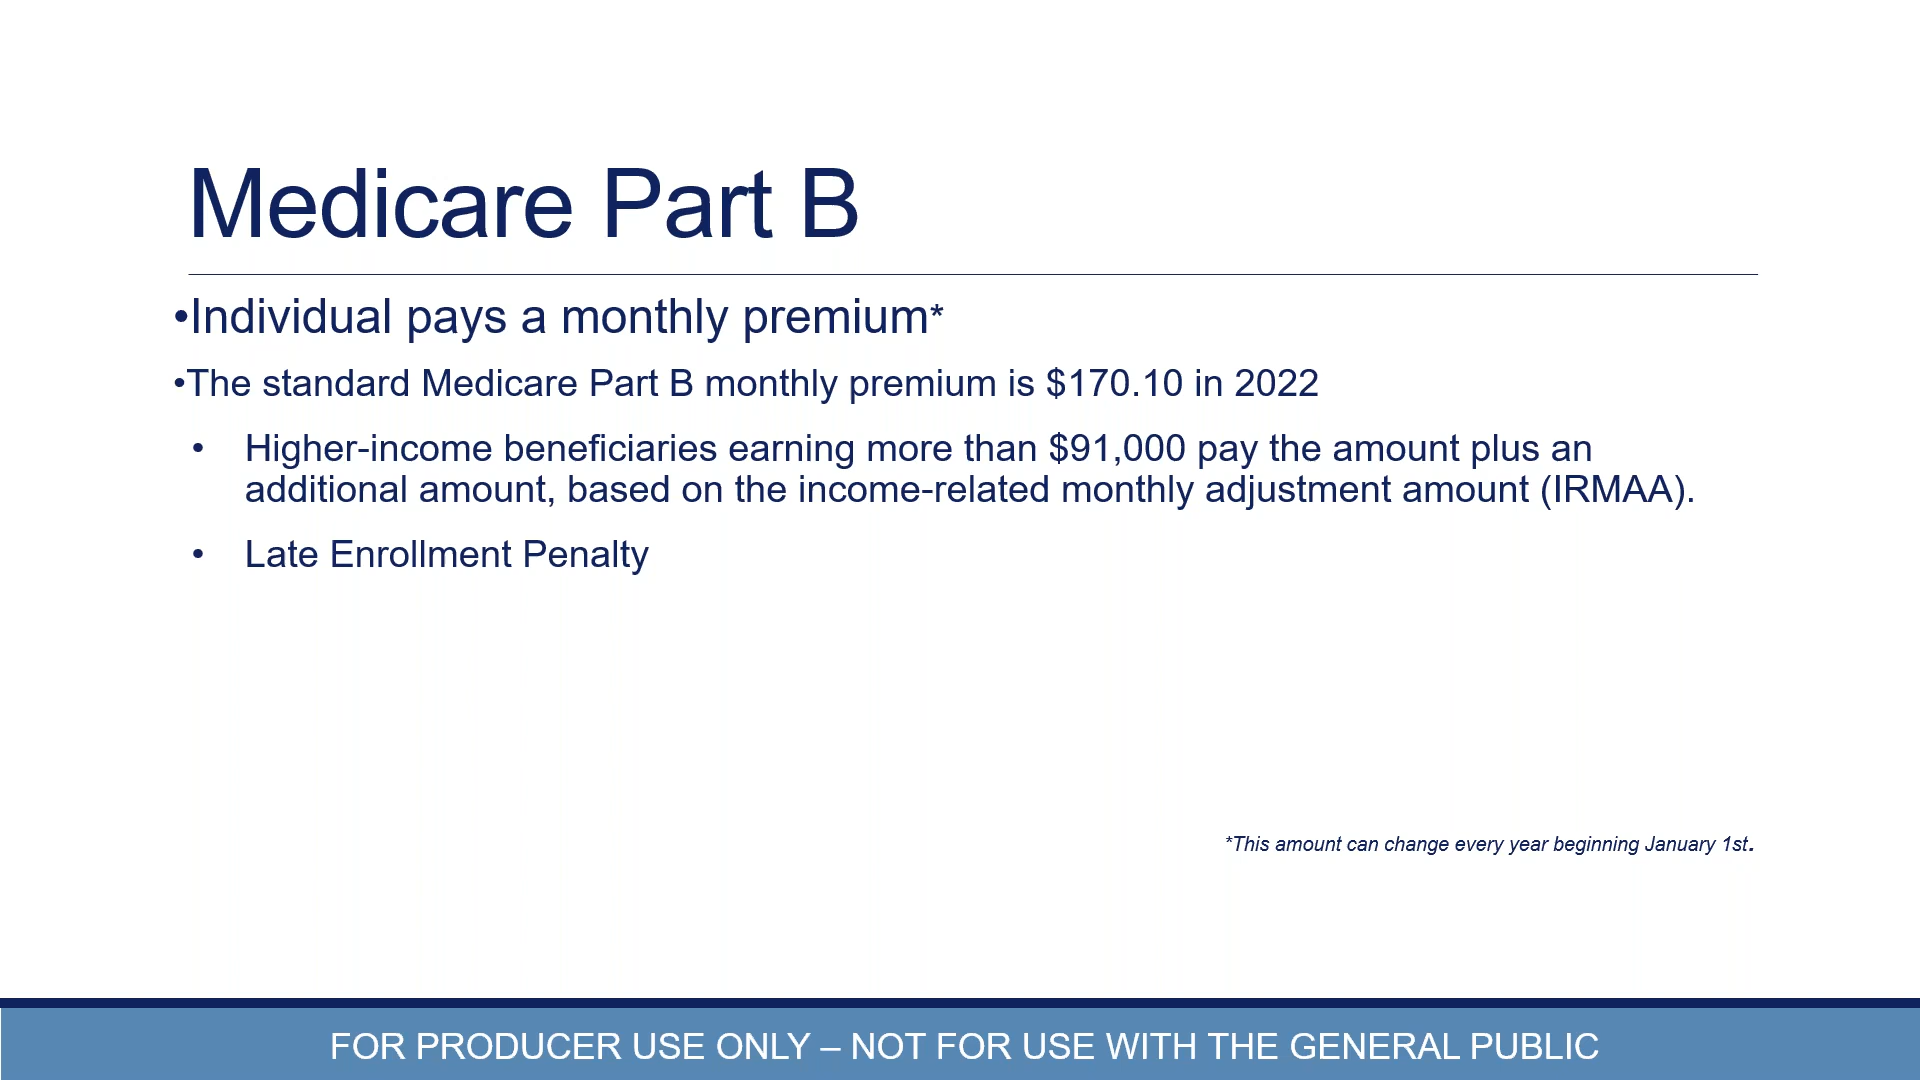 Medicare Part B
•Individual pays a monthly premium*
•The standard Medicare Part B monthly premium is $170.10 in 2022
• Higher-income beneficiaries earning more than $91,000 pay the amount plus an
additional amount, based on the income-related monthly adjustment amount (IRMAA).
• Late Enrollment Penalty
*This amount can change every year beginning January 1st.
FOR PRODUCER USE ONLY – NOT FOR USE WITH THE GENERAL PUBLIC